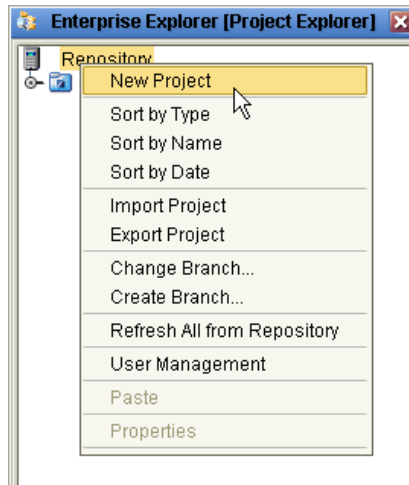 Enterprise Explorer [Project Explorer]
Repository
New Project
Sort by Type
Sort by Name
Sort by Date
Import Project
Export Project
Change Branch...
Create Branch...
Refresh All from Repository
User Management
Paste
Properties